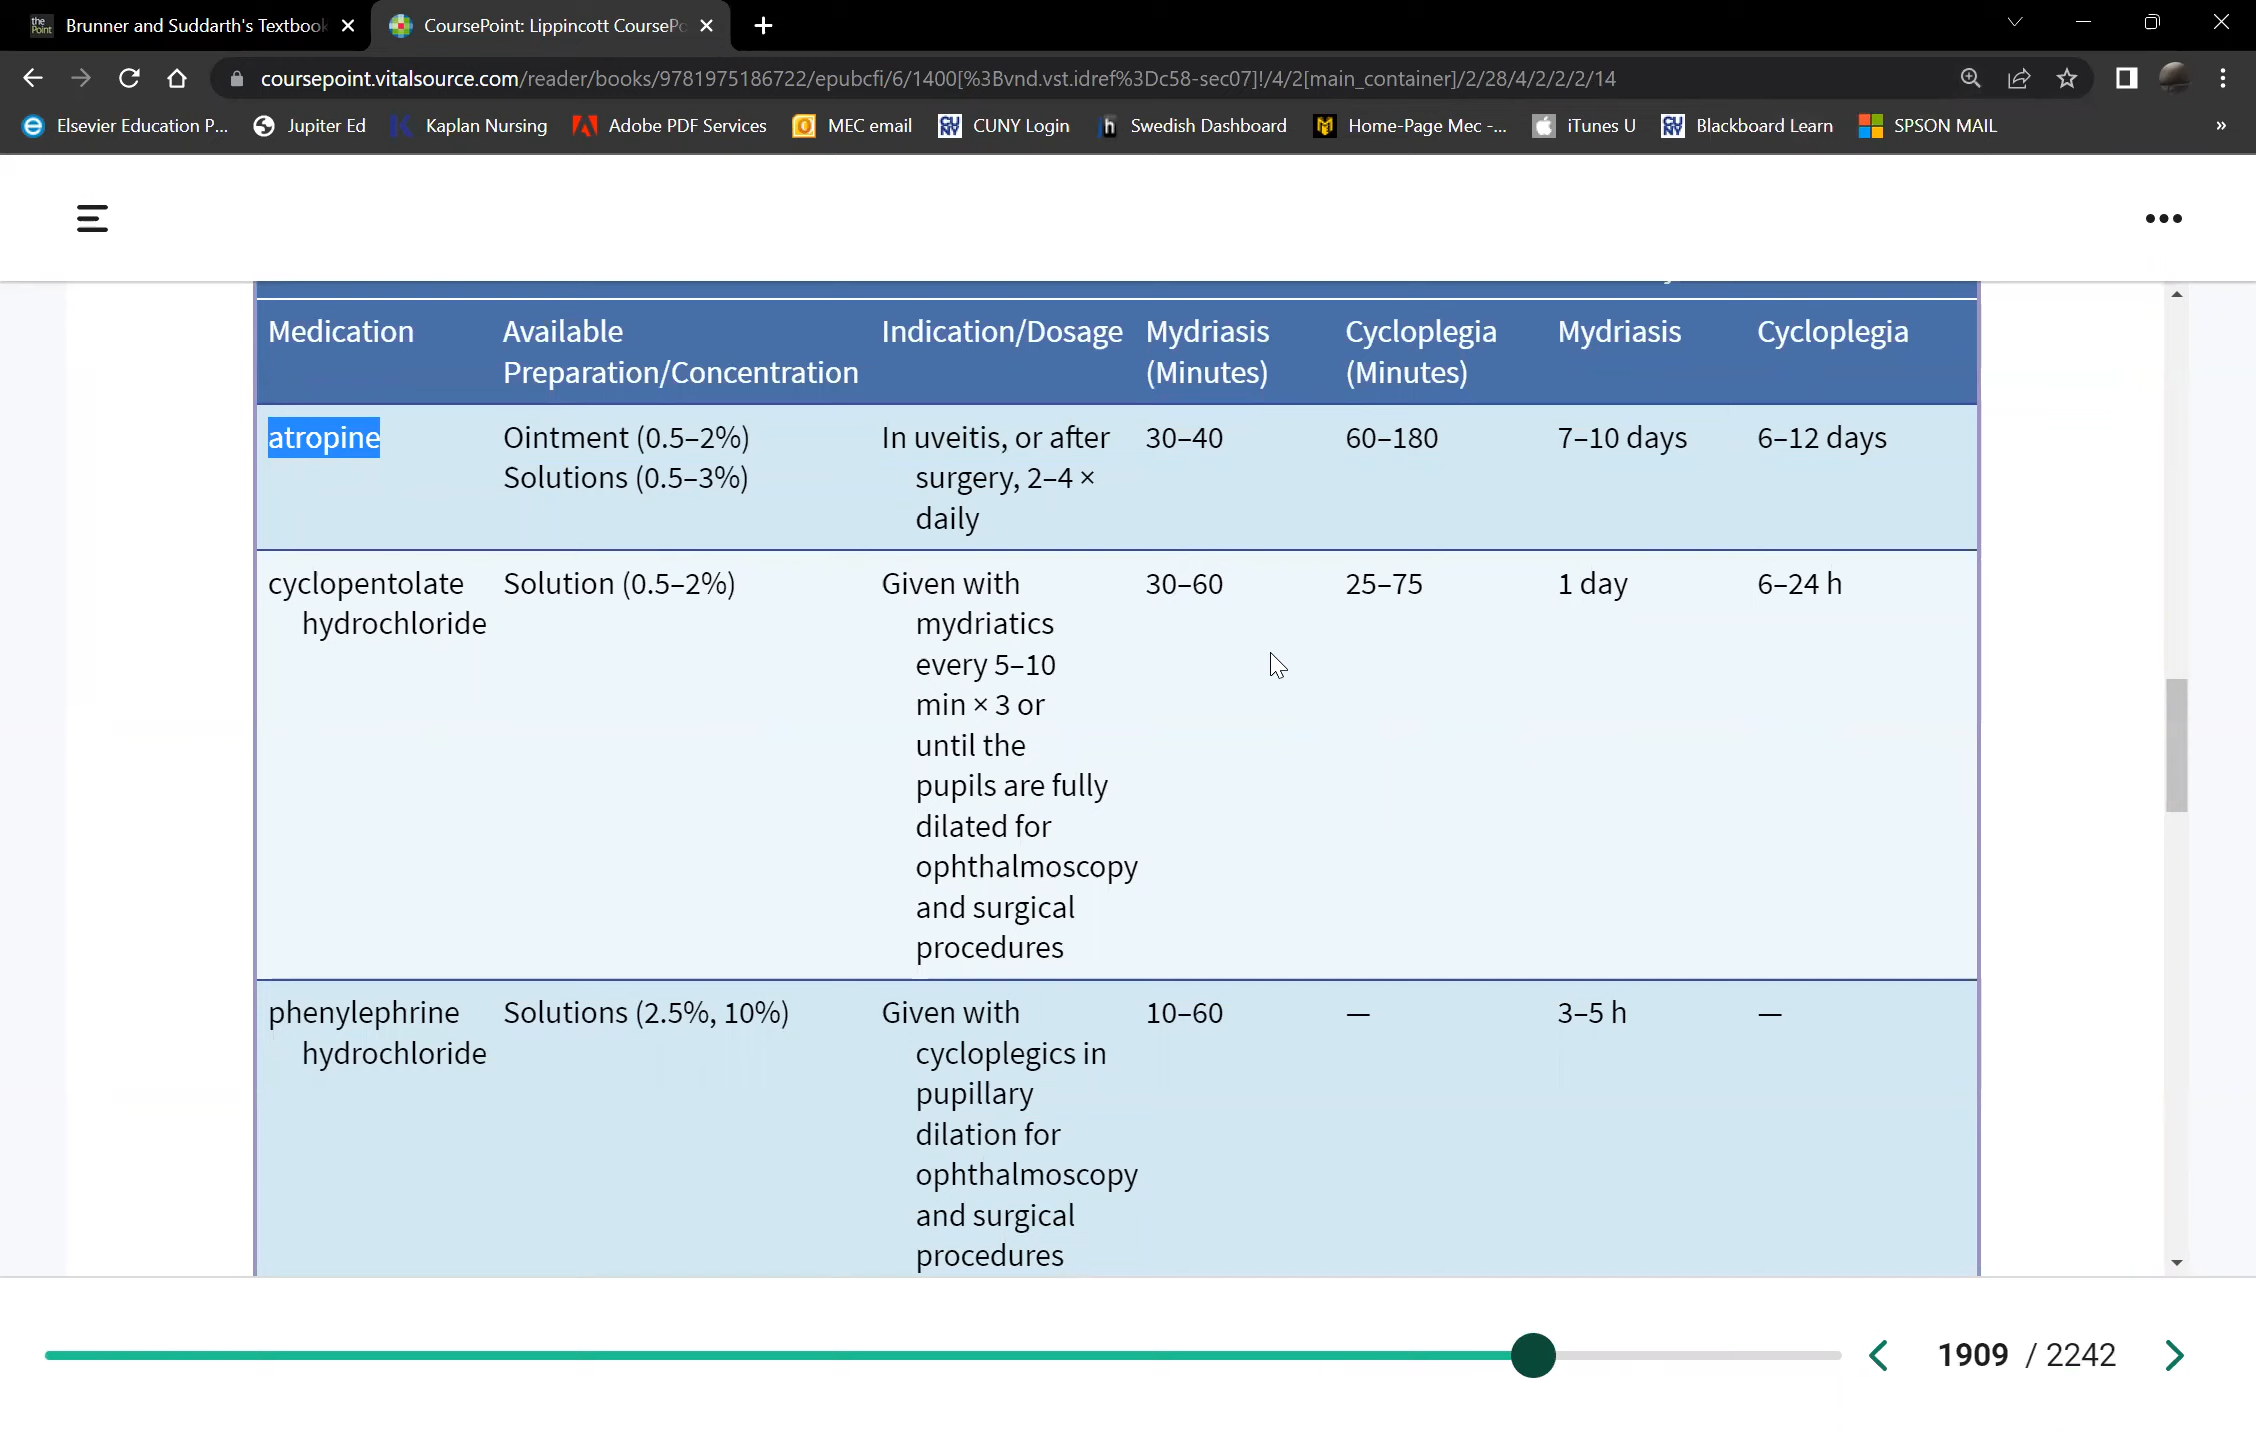 Brunner and Suddarth's Textbook
CoursePoint: Lippincott CoursePo
coursepoint.vitalsource.com/reader/books/9781975186722/epubcfi/6/1400[%3Bvnd.vst.idref%3Dc58-sec07]!/4/2[main_container]/2/28/4/2/2/2/14
Elsevier Education P... Jupiter Ed Kaplan Nursing Adobe PDF Services MEC email CUNY Login Swedish Dashboard Home-Page Mec -... iTunes U Blackboard Learn SPSON MAIL »
Medication Available Indication/Dosage Mydriasis Cycloplegia Mydriasis Cycloplegia
Preparation/Concentration (Minutes) (Minutes)
atropine Ointment (0.5–2%) In uveitis, or after 30–40 60–180 7–10 days 6–12 days
Solutions (0.5–3%) surgery, 2–4 ×
daily
cyclopentolate Solution (0.5–2%) Given with 30–60 25–75 1 day 6–24 h
hydrochloride mydriatics
every 5–10
min × 3 or
until the
pupils are fully
dilated for
ophthalmoscopy
and surgical
procedures
phenylephrine Solutions (2.5%, 10%) Given with 10–60 — 3–5 h —
hydrochloride cycloplegics in
pupillary
dilation for
ophthalmoscopy
and surgical
procedures
1909 / 2242